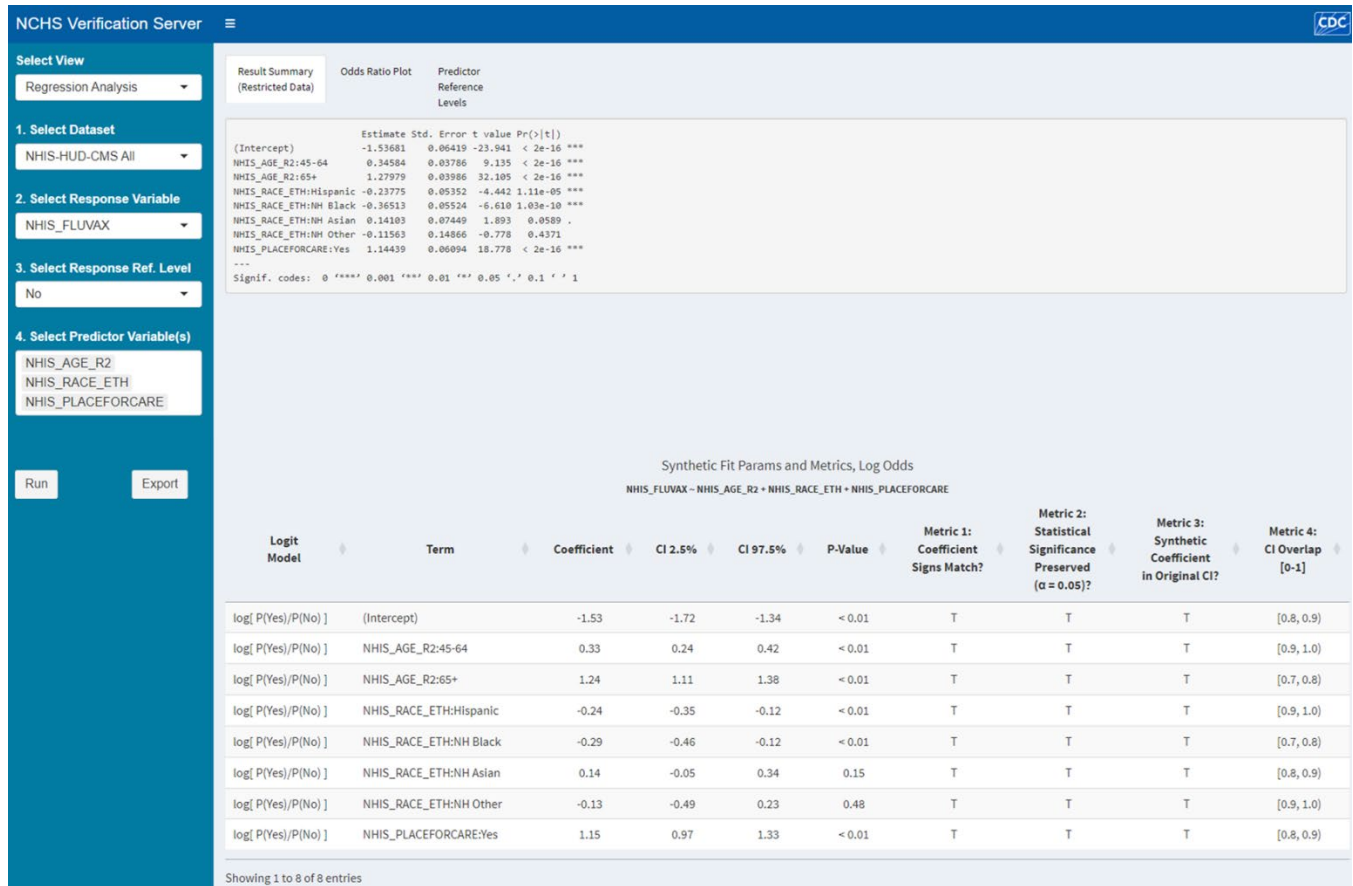 NCHS Verification Server
CDC
Select View
Regression Analysis
1. Select Dataset
NHIS-HUD-CMS All
2. Select Response Variable
NHIS_FLUVAX
3. Select Response Ref. Level
No
4. Select Predictor Variable(s)
NHIS_AGE_R2
NHIS_RACE_ETH
NHIS_PLACEFORCARE
Run Export
Result Summary
(Restricted Data)
Odds Ratio Plot
Predictor
Reference
Levels
Estimate Std. Error t value Pr(>|t|)
(Intercept) -1.53681 0.06419 -23.941 < 2e-16 ***
NHIS_AGE_R2:45-64 0.34584 0.03786 9.135 < 2e-16 ***
NHIS_AGE_R2:65+ 1.27979 0.03986 32.105 < 2e-16 ***
NHIS_RACE_ETH:Hispanic -0.23775 0.05352 -4.442 1.11e-05 ***
NHIS_RACE_ETH:NH Black -0.36513 0.05524 -6.610 1.03e-10 ***
NHIS_RACE_ETH:NH Asian 0.14103 0.07449 1.893 0.0589 .
NHIS_RACE_ETH:NH Other -0.11563 0.14866 -0.778 0.4371
NHIS_PLACEFORCARE:Yes 1.14439 0.06094 18.778 < 2e-16 ***
---
Signif. codes: 0 ‘***’ 0.001 ‘**’ 0.01 ‘*’ 0.05 ‘.’ 0.1 ‘ ’ 1
Synthetic Fit Params and Metrics, Log Odds
NHIS_FLUVAX ~ NHIS_AGE_R2 + NHIS_RACE_ETH + NHIS_PLACEFORCARE
Logit
Model
Term
Coefficient
CI 2.5%
CI 97.5%
P-Value
Metric 1:
Coefficient
Signs Match?
Metric 2:
Statistical
Significance
Preserved
(α = 0.05)?
Metric 3:
Synthetic
Coefficient
in Original CI?
Metric 4:
CI Overlap
[0-1]
log[ P(Yes)/P(No) ] (Intercept) -1.53 -1.72 -1.34 < 0.01 T T T [0.8, 0.9)
log[ P(Yes)/P(No) ] NHIS_AGE_R2:45-64 0.33 0.24 0.42 < 0.01 T T T [0.9, 1.0)
log[ P(Yes)/P(No) ] NHIS_AGE_R2:65+ 1.24 1.11 1.38 < 0.01 T T T [0.7, 0.8)
log[ P(Yes)/P(No) ] NHIS_RACE_ETH:Hispanic -0.24 -0.35 -0.12 < 0.01 T T T [0.9, 1.0)
log[ P(Yes)/P(No) ] NHIS_RACE_ETH:NH Black -0.29 -0.46 -0.12 < 0.01 T T T [0.7, 0.8)
log[ P(Yes)/P(No) ] NHIS_RACE_ETH:NH Asian 0.14 -0.05 0.34 0.15 T T T [0.8, 0.9)
log[ P(Yes)/P(No) ] NHIS_RACE_ETH:NH Other -0.13 -0.49 0.23 0.48 T T T [0.9, 1.0)
log[ P(Yes)/P(No) ] NHIS_PLACEFORCARE:Yes 1.15 0.97 1.33 < 0.01 T T T [0.8, 0.9)
Showing 1 to 8 of 8 entries